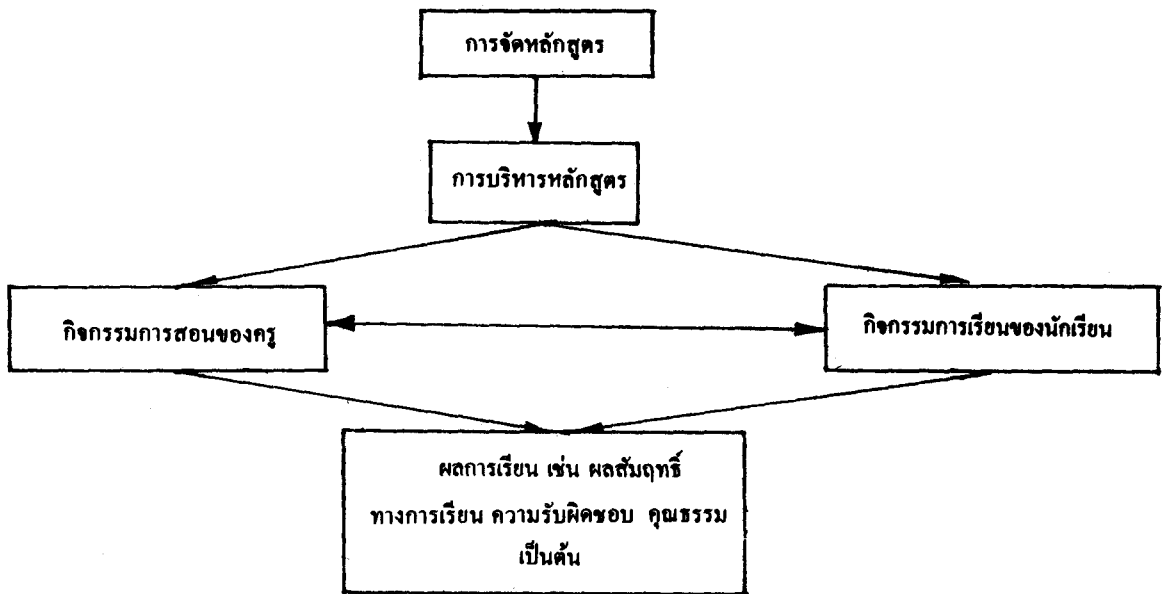 การจัดหลักสูตร
การบริหารหลักสูตร
กิจกรรมการสอนของครู
กิจกรรมการเรียนของนักเรียน
ผลการเรียน เช่น ผลสัมฤทธิ์
ทางการเรียน ความรับผิดชอบ คุณธรรม
เป็นต้น